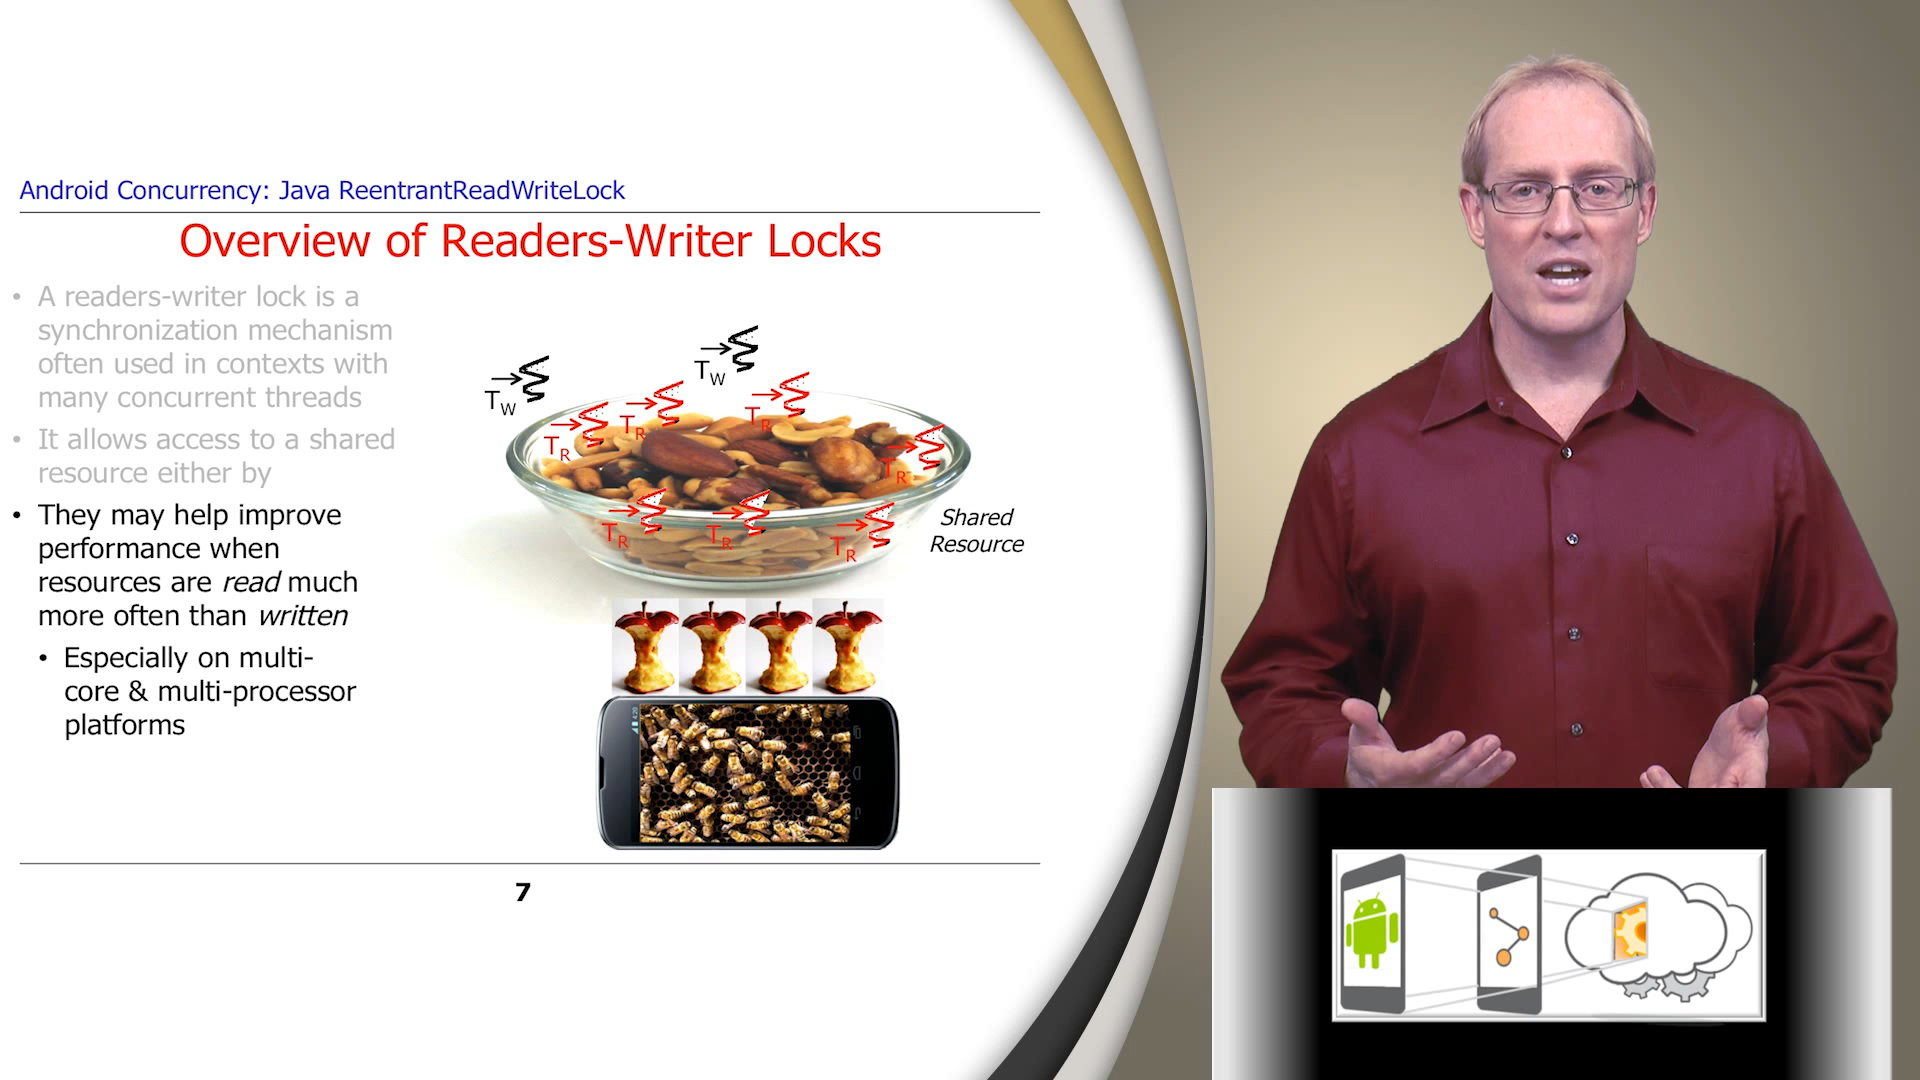 Android Concurrency: Java ReentrantReadWriteLock
Overview of Readers-Writer Locks
• A readers-writer lock is a
synchronization mechanism
often used in contexts with
many concurrent threads
• It allows access to a shared
resource either by
• They may help improve
performance when
resources are read much
more often than written
• Especially on multi-
core & multi-processor
platforms
TW
TW
TR
TR
TR
TR
TR
TR
TR
Shared
Resource
4:20
7